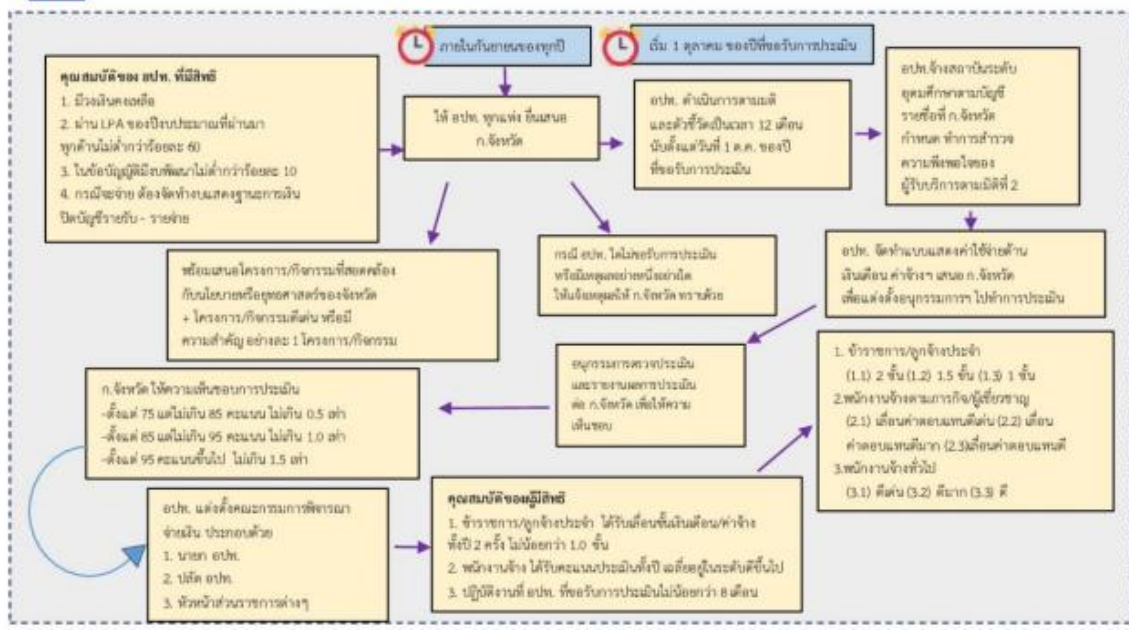 ภายในกันยายนของทุกปี
เริ่ม 1 ตุลาคม ของปีที่ขอรับการประเมิน
คุณสมบัติของ อปท. ที่มีสิทธิ
1. มีวงเงินคงเหลือ
2. ผ่าน LPA ของปีงบประมาณที่ผ่านมา
ทุกด้านไม่ต่ำกว่าร้อยละ 60
3. ในข้อบัญญัติมีงบพัฒนาไม่ต่ำกว่าร้อยละ 10
4. กรณีจะจ่าย ต้องจัดทำงบแสดงฐานะการเงิน
ปิดบัญชีรายรับ - รายจ่าย
ให้ อปท. ทุกแห่ง ยื่นเสนอ
ก.จังหวัด
อปท. ดำเนินการตามมติ
และตัวชี้วัดเป็นเวลา 12 เดือน
นับตั้งแต่วันที่ 1 ต.ค. ของปี
ที่ขอรับการประเมิน
อปท.จ้างสถาบันระดับ
อุดมศึกษาตามบัญชี
รายชื่อที่ ก.จังหวัด
กำหนด ทำการสำรวจ
ความพึงพอใจของ
ผู้รับบริการตามมิติที่ 2
พร้อมเสนอโครงการ/กิจกรรมที่สอดคล้อง
กับนโยบายหรือยุทธศาสตร์ของจังหวัด
+ โครงการ/กิจกรรมดีเด่น หรือมี
ความสำคัญ อย่างละ 1 โครงการ/กิจกรรม
กรณี อปท. ใดไม่ขอรับการประเมิน
หรือมีเหตุผลอย่างหนึ่งอย่างใด
ให้แจ้งเหตุผลให้ ก.จังหวัด ทราบด้วย
อปท. จัดทำแบบแสดงค่าใช้จ่ายด้าน
เงินเดือน ค่าจ้างฯ เสนอ ก.จังหวัด
เพื่อแต่งตั้งอนุกรรมการฯ ไปทำการประเมิน
อนุกรรมการตรวจประเมิน
และรายงานผลการประเมิน
ต่อ ก.จังหวัด เพื่อให้ความ
เห็นชอบ
ก.จังหวัด ให้ความเห็นชอบการประเมิน
-ตั้งแต่ 75 แต่ไม่เกิน 85 คะแนน ไม่เกิน 0.5 เท่า
-ตั้งแต่ 85 แต่ไม่เกิน 95 คะแนน ไม่เกิน 1.0 เท่า
-ตั้งแต่ 95 คะแนนขึ้นไป ไม่เกิน 1.5 เท่า
อปท. แต่งตั้งคณะกรรมการพิจารณา
จ่ายเงิน ประกอบด้วย
1. นายก อปท.
2. ปลัด อปท.
3. หัวหน้าส่วนราชการต่างๆ
คุณสมบัติของผู้มีสิทธิ
1. ข้าราชการ/ลูกจ้างประจำ ได้รับเลื่อนขั้นเงินเดือน/ค่าจ้าง
ทั้งปี 2 ครั้ง ไม่น้อยกว่า 1.0 ขั้น
2. พนักงานจ้าง ได้รับคะแนนประเมินทั้งปี เฉลี่ยอยู่ในระดับดีขึ้นไป
3. ปฏิบัติงานที่ อปท. ที่ขอรับการประเมินไม่น้อยกว่า 8 เดือน
1. ข้าราชการ/ลูกจ้างประจำ
(1.1) 2 ขั้น (1.2) 1.5 ขั้น (1.3) 1 ขั้น
2.พนักงานจ้างตามภารกิจ/ผู้เชี่ยวชาญ
(2.1) เลื่อนค่าตอบแทนดีเด่น (2.2) เลื่อน
ค่าตอบแทนดีมาก (2.3)เลื่อนค่าตอบแทนดี
3.พนักงานจ้างทั่วไป
(3.1) ดีเด่น (3.2) ดีมาก (3.3) ดี